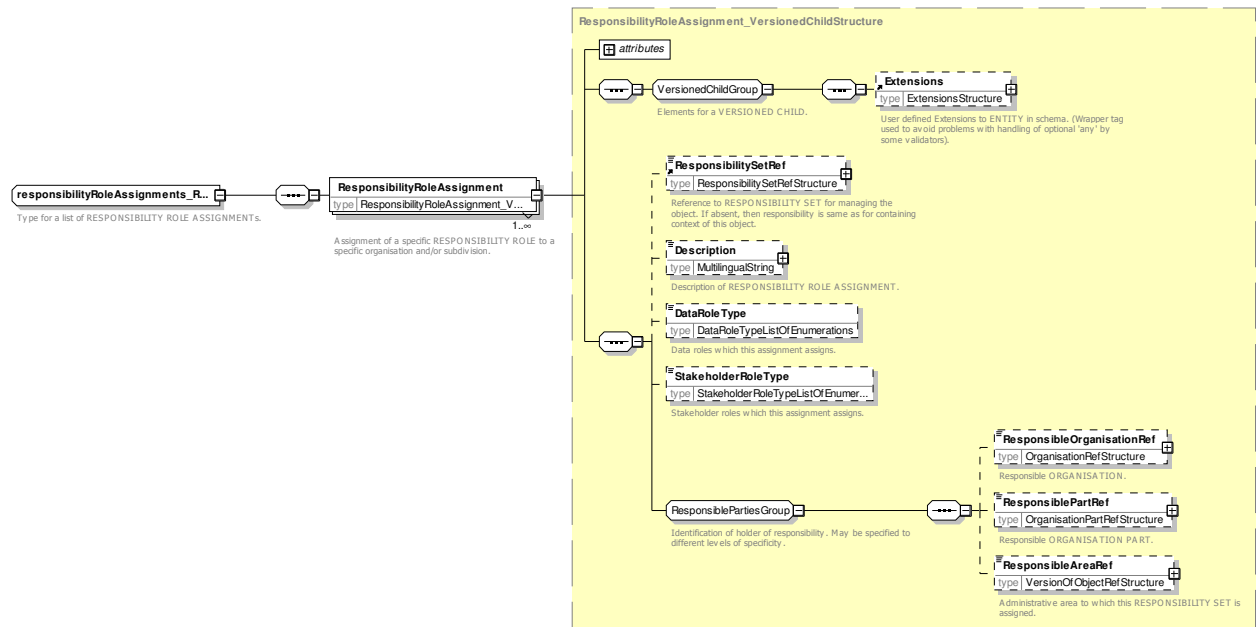 ResponsibilityRoleAssignment_VersionedChildStructure
attributes
VersionedChildGroup
Elements for a VERSIONED CHILD.
Extensions
type ExtensionsStructure
User defined Extensions to ENTITY in schema. (Wrapper tag
used to avoid problems with handling of optional 'any' by
some validators).
responsibilityRoleAssignments_R...
Type for a list of RESPONSIBILITY ROLE ASSIGNMENTs.
ResponsibilityRoleAssignment
type ResponsibilityRoleAssignment_V...
1..∞
Assignment of a specific RESPONSIBILITY ROLE to a
specific organisation and/or subdivision.
ResponsibilitySetRef
type ResponsibilitySetRefStructure
Reference to RESPONSIBILITY SET for managing the
object. If absent, then responsibility is same as for containing
context of this object.
Description
type MultilingualString
Description of RESPONSIBILITY ROLE ASSIGNMENT.
DataRoleType
type DataRoleTypeListOfEnumerations
Data roles which this assignment assigns.
StakeholderRoleType
type StakeholderRoleTypeListOfEnumer...
Stakeholder roles which this assignment assigns.
ResponsiblePartiesGroup
Identification of holder of responsibility. May be specified to
different levels of specificity.
ResponsibleOrganisationRef
type OrganisationRefStructure
Responsible ORGANISATION.
ResponsiblePartRef
type OrganisationPartRefStructure
Responsible ORGANISATION PART.
ResponsibleAreaRef
type VersionOfObjectRefStructure
Administrative area to which this RESPONSIBILITY SET is
assigned.